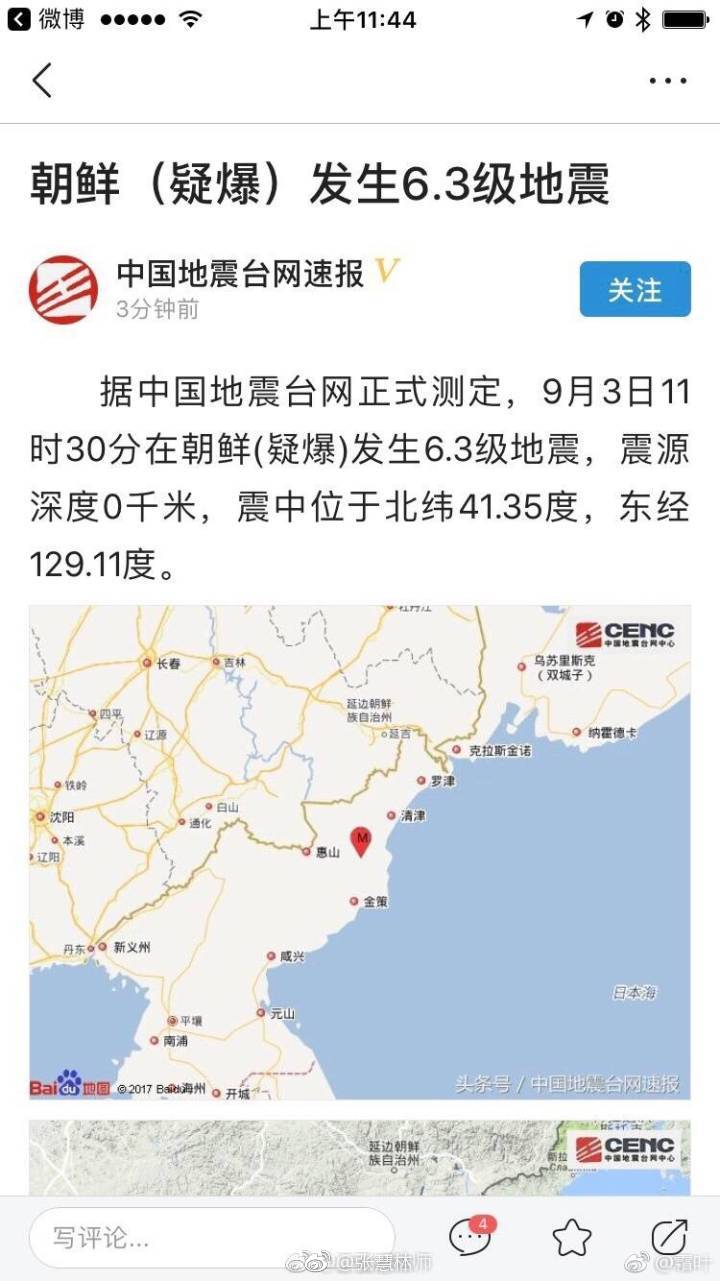 微博
上午11:44
朝鲜（疑爆）发生6.3级地震
中国地震台网速报
3分钟前
关注
据中国地震台网正式测定，9月3日11
时30分在朝鲜(疑爆)发生6.3级地震，震源
深度0千米，震中位于北纬41.35度，东经
129.11度。
牡丹江
CENC
中国地震台网中心
长春
吉林
乌苏里斯克
（双城子）
四平
辽源
延边朝鲜
族自治州
延吉
纳霍德卡
克拉斯金诺
铁岭
罗津
白山
沈阳
通化
清津
本溪
M
惠山
辽阳
金策
丹东
新义州
咸兴
日本海
元山
平壤
南浦
Bai du 地图
© 2017 Baidu
海州
开城
头条号 / 中国地震台网速报
延边朝鲜
族自治州
CENC
中国地震台网中心
写评论...
4
@张慧林师
@霜叶